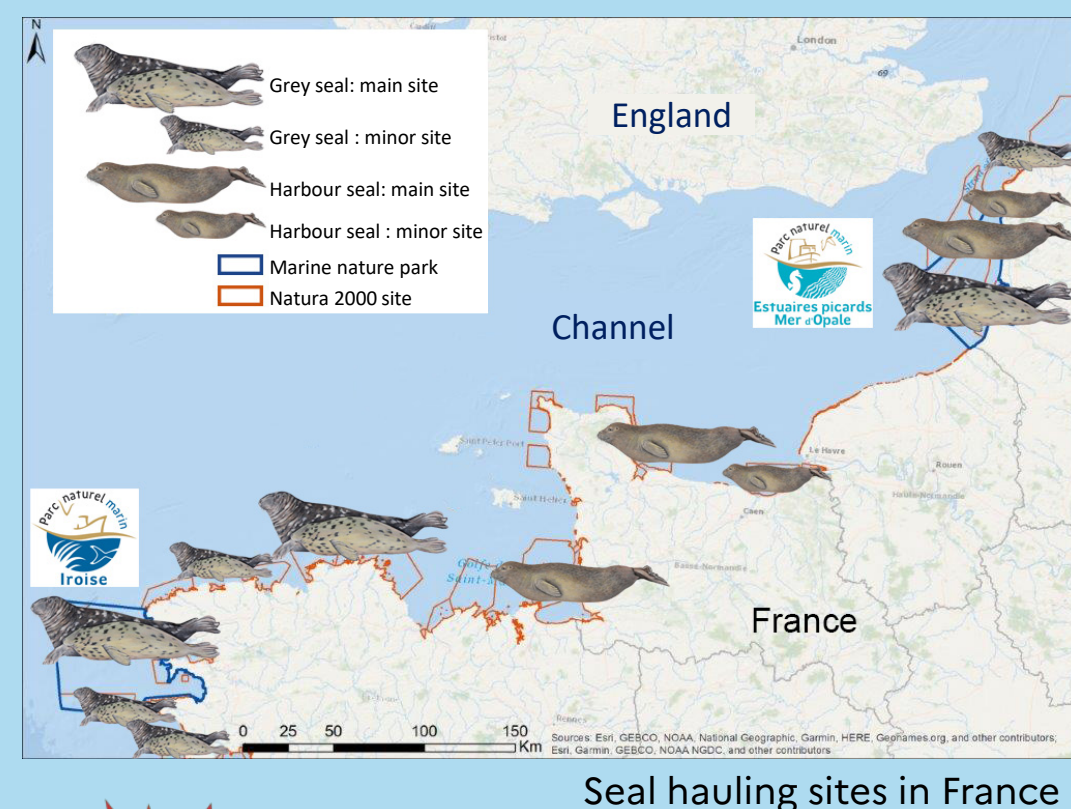 N
Grey seal: main site
Grey seal : minor site
Harbour seal: main site
Harbour seal : minor site
Marine nature park
Natura 2000 site
London
England
Parc naturel marin
Estuaires picards
Mer d'Opale
Channel
Saint Peter Port
Saint Helier
Le Havre
Rouen
Haute-Normandie
Caen
Basse-Normandie
Parc naturel marin
Iroise
France
Rennes
0 25 50 100 150
Km
Sources: Esri, GEBCO, NOAA, National Geographic, Garmin, HERE, Geonames.org, and other contributors;
Esri, Garmin, GEBCO, NOAA NGDC, and other contributors
Seal hauling sites in France